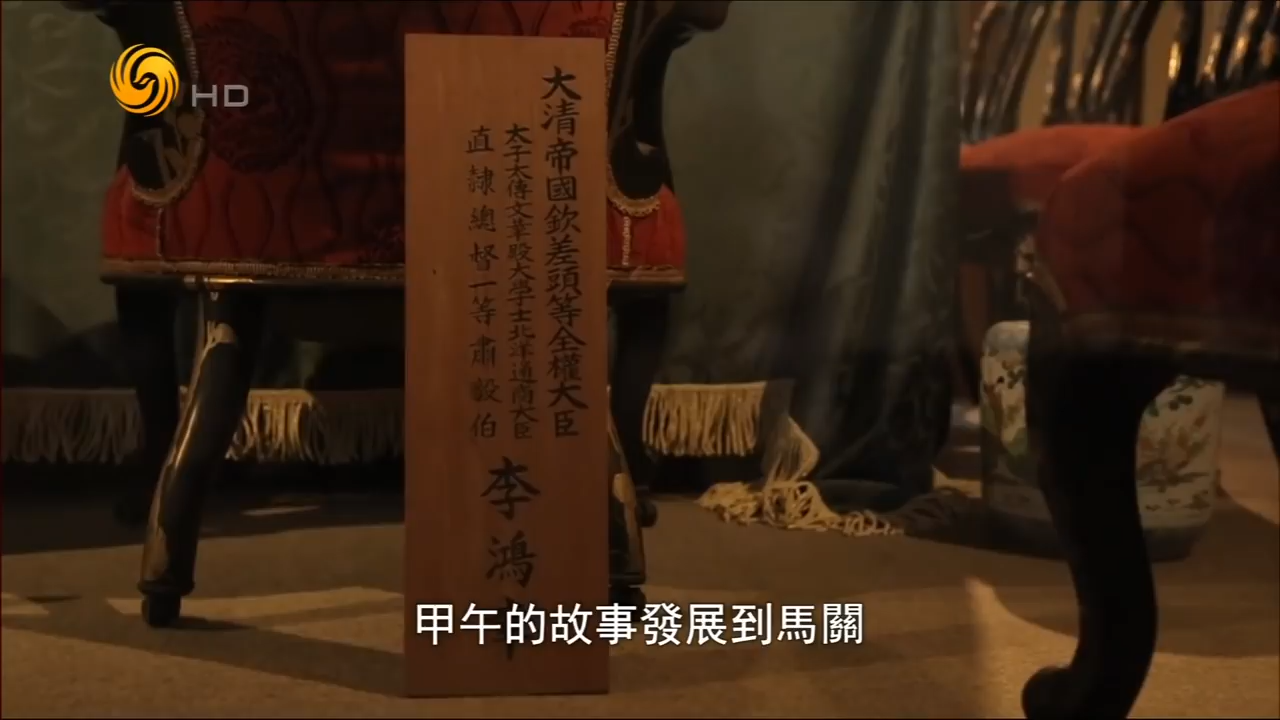 HD
大清帝國欽差頭等全權大臣
太子太傅文華殿大學士北洋通商大臣
直隸總督一等肅毅伯
李鴻
甲午的故事發展到馬關